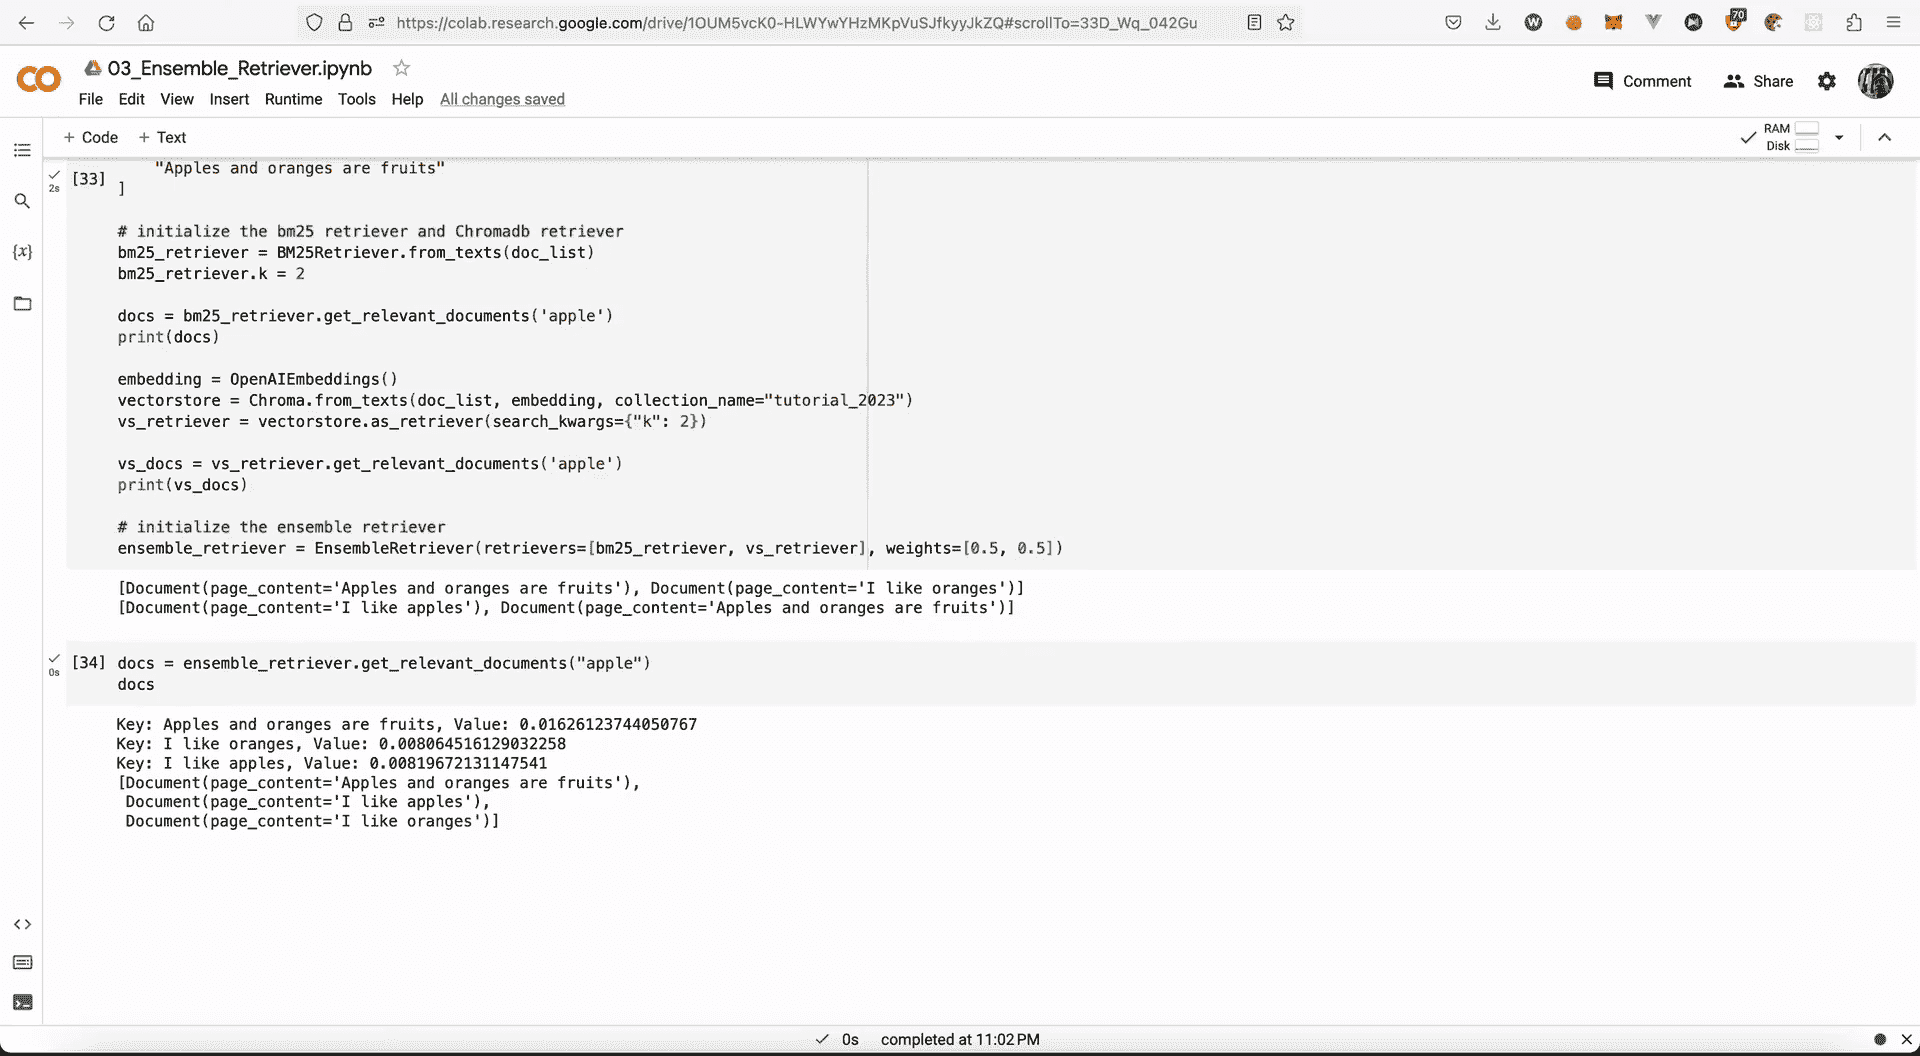 https://colab.research.google.com/drive/1OUM5vcK0-HLWYwYHzMKpVuSJfkyyJkZQ#scrollTo=33D_Wq_042Gu
70
03_Ensemble_Retriever.ipynb
File Edit View Insert Runtime Tools Help All changes saved
Comment Share
+ Code + Text
RAM
Disk
2s
[33] "Apples and oranges are fruits"
]
# initialize the bm25 retriever and Chromadb retriever
bm25_retriever = BM25Retriever.from_texts(doc_list)
bm25_retriever.k = 2
docs = bm25_retriever.get_relevant_documents('apple')
print(docs)
embedding = OpenAIEmbeddings()
vectorstore = Chroma.from_texts(doc_list, embedding, collection_name="tutorial_2023")
vs_retriever = vectorstore.as_retriever(search_kwargs={"k": 2})
vs_docs = vs_retriever.get_relevant_documents('apple')
print(vs_docs)
# initialize the ensemble retriever
ensemble_retriever = EnsembleRetriever(retrievers=[bm25_retriever, vs_retriever], weights=[0.5, 0.5])
[Document(page_content='Apples and oranges are fruits'), Document(page_content='I like oranges')]
[Document(page_content='I like apples'), Document(page_content='Apples and oranges are fruits')]
0s
[34] docs = ensemble_retriever.get_relevant_documents("apple")
docs
Key: Apples and oranges are fruits, Value: 0.01626123744050767
Key: I like oranges, Value: 0.008064516129032258
Key: I like apples, Value: 0.00819672131147541
[Document(page_content='Apples and oranges are fruits'),
Document(page_content='I like apples'),
Document(page_content='I like oranges')]
0s completed at 11:02 PM